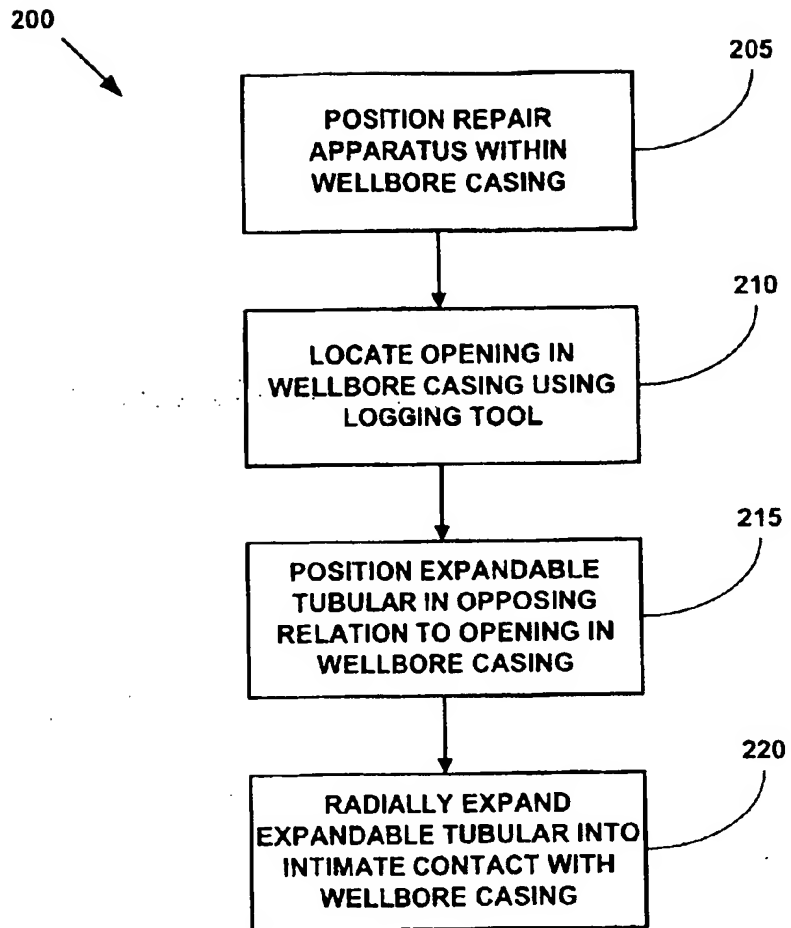 200
205
POSITION REPAIR
APPARATUS WITHIN
WELLBORE CASING
210
LOCATE OPENING IN
WELLBORE CASING USING
LOGGING TOOL
215
POSITION EXPANDABLE
TUBULAR IN OPPOSING
RELATION TO OPENING IN
WELLBORE CASING
220
RADIALLY EXPAND
EXPANDABLE TUBULAR INTO
INTIMATE CONTACT WITH
WELLBORE CASING